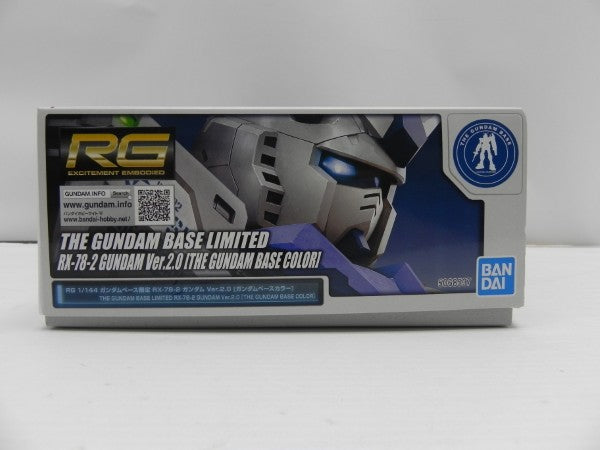 RG
EXCITEMENT EMBODIED
GUNDAM.INFO Search
www.gundam.info
www.bandai-hobby.net/
THE GUNDAM BASE LIMITED
RX-78-2 GUNDAM Ver.2.0 [THE GUNDAM BASE COLOR]
RG 1/144 ガンダムベース限定 RX-78-2 ガンダム Ver.2.0 [ガンダムベースカラー]
THE GUNDAM BASE LIMITED RX-78-2 GUNDAM Ver.2.0 [THE GUNDAM BASE COLOR]
THE GUNDAM BASE
BAN
DAI